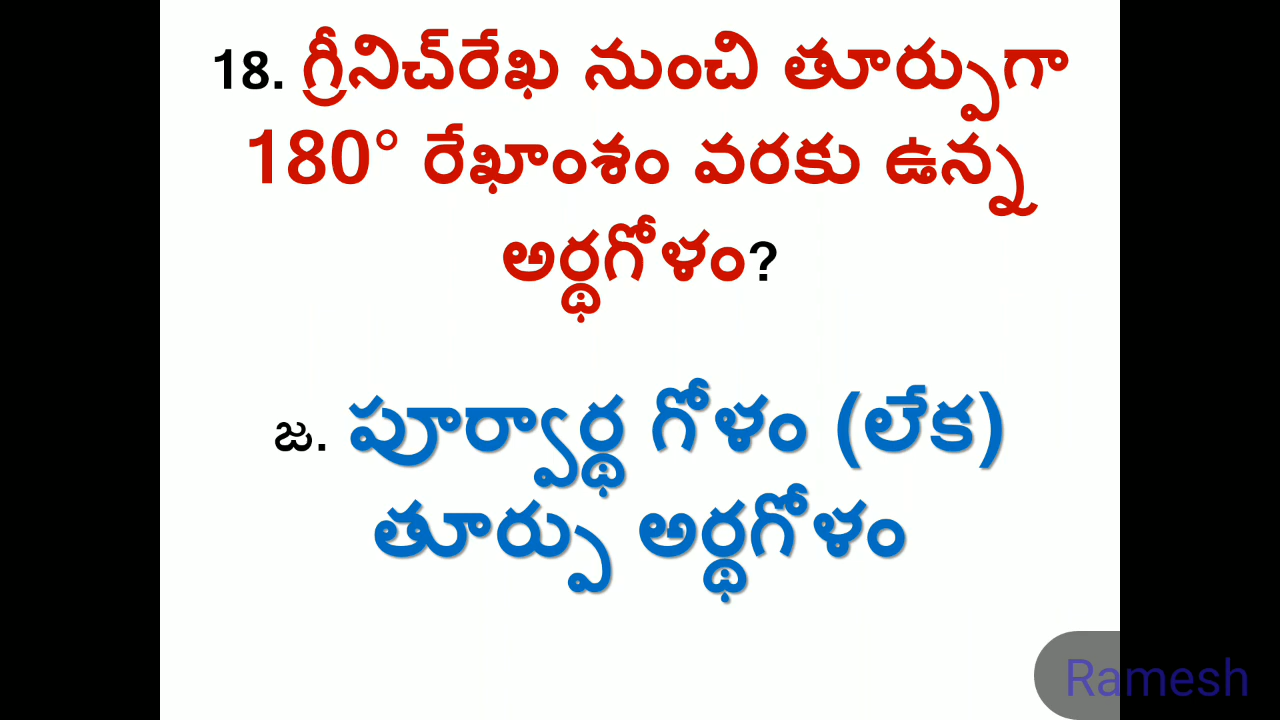 18. గ్రీనిచ్‌రేఖ నుంచి తూర్పుగా
180° రేఖాంశం వరకు ఉన్న
అర్థగోళం?
జ. పూర్వార్థ గోళం (లేక)
తూర్పు అర్థగోళం
Ramesh